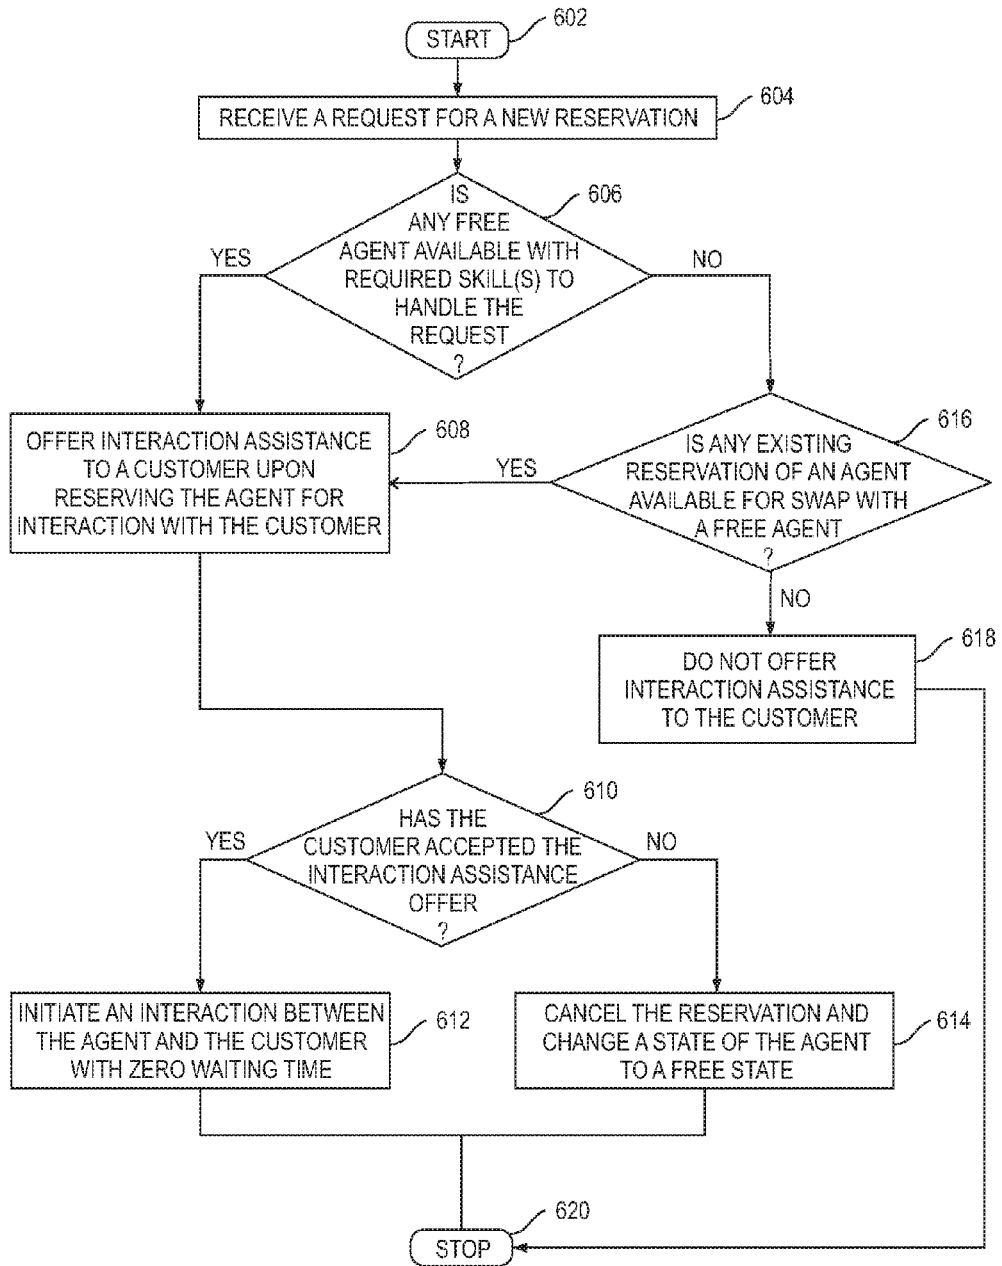 602
START
604
RECEIVE A REQUEST FOR A NEW RESERVATION
606
IS
ANY FREE
AGENT AVAILABLE WITH
REQUIRED SKILL(S) TO
HANDLE THE
REQUEST
?
YES
NO
608
OFFER INTERACTION ASSISTANCE
TO A CUSTOMER UPON
RESERVING THE AGENT FOR
INTERACTION WITH THE CUSTOMER
616
IS ANY EXISTING
RESERVATION OF AN AGENT
AVAILABLE FOR SWAP WITH
A FREE AGENT
?
YES
NO
618
DO NOT OFFER
INTERACTION ASSISTANCE
TO THE CUSTOMER
610
HAS THE
CUSTOMER ACCEPTED THE
INTERACTION ASSISTANCE
OFFER
?
YES
NO
INITIATE AN INTERACTION BETWEEN
THE AGENT AND THE CUSTOMER
WITH ZERO WAITING TIME
612
CANCEL THE RESERVATION AND
CHANGE A STATE OF THE AGENT
TO A FREE STATE
614
620
STOP